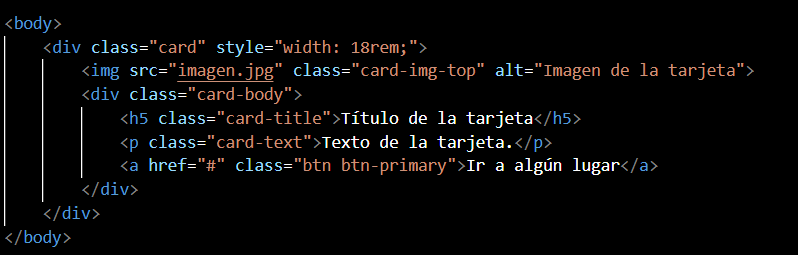 <body>
<div class="card" style="width: 18rem;">
<img src="imagen.jpg" class="card-img-top" alt="Imagen de la tarjeta">
<div class="card-body">
<h5 class="card-title">Título de la tarjeta</h5>
<p class="card-text">Texto de la tarjeta.</p>
<a href="#" class="btn btn-primary">Ir a algún lugar</a>
</div>
</div>
</body>